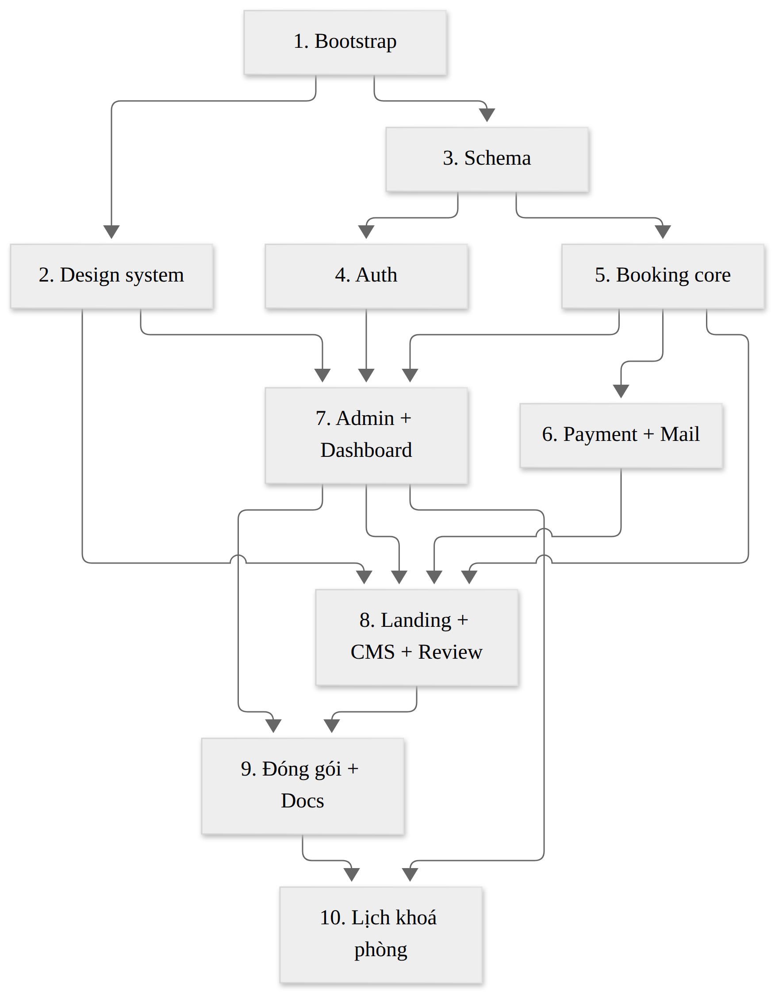 1. Bootstrap
3. Schema
2. Design system
4. Auth
5. Booking core
7. Admin +
Dashboard
6. Payment + Mail
8. Landing +
CMS + Review
9. Đóng gói +
Docs
10. Lịch khoá
phòng